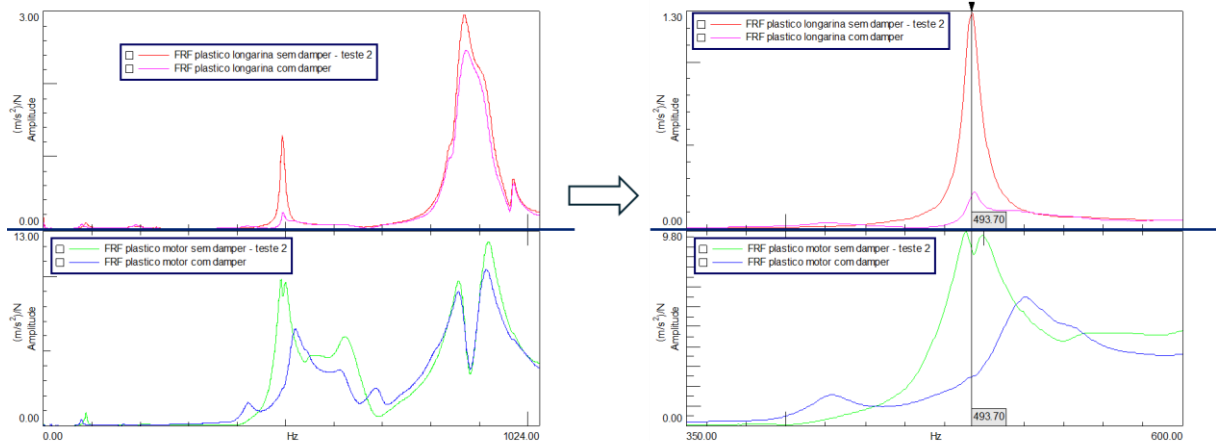 3.00
FRF plastico longarina sem damper - teste 2
FRF plastico longarina com damper
(m/s²)/N
Amplitude
0.00
13.00
FRF plastico motor sem damper - teste 2
FRF plastico motor com damper
(m/s²)/N
Amplitude
0.00
0.00
Hz
1024.00
1.30
FRF plastico longarina sem damper - teste 2
FRF plastico longarina com damper
(m/s²)/N
Amplitude
493.70
0.00
9.80
FRF plastico motor sem damper - teste 2
FRF plastico motor com damper
(m/s²)/N
Amplitude
493.70
0.00
350.00
Hz
600.00